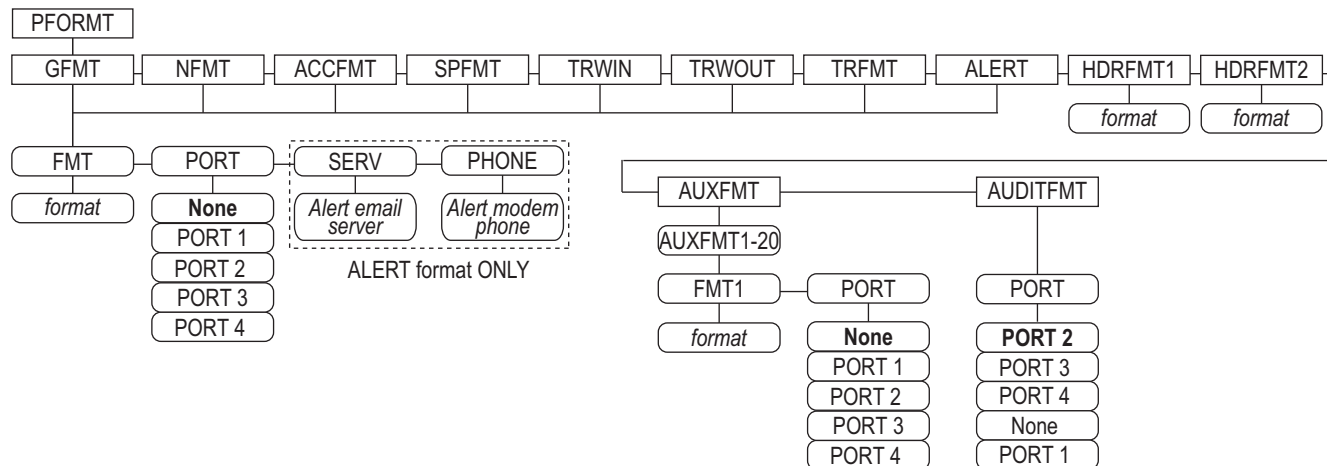 PFORMT
GFMT NFMT ACCFMT SPFMT TRWIN TRWOUT TRFMT ALERT HDRFMT1 HDRFMT2
format format
FMT PORT SERV PHONE
format
None
PORT 1
PORT 2
PORT 3
PORT 4
Alert email
server
Alert modem
phone
ALERT format ONLY
AUXFMT AUDITFMT
AUXFMT1-20
FMT1 PORT
format
None
PORT 1
PORT 2
PORT 3
PORT 4
PORT
PORT 2
PORT 3
PORT 4
None
PORT 1